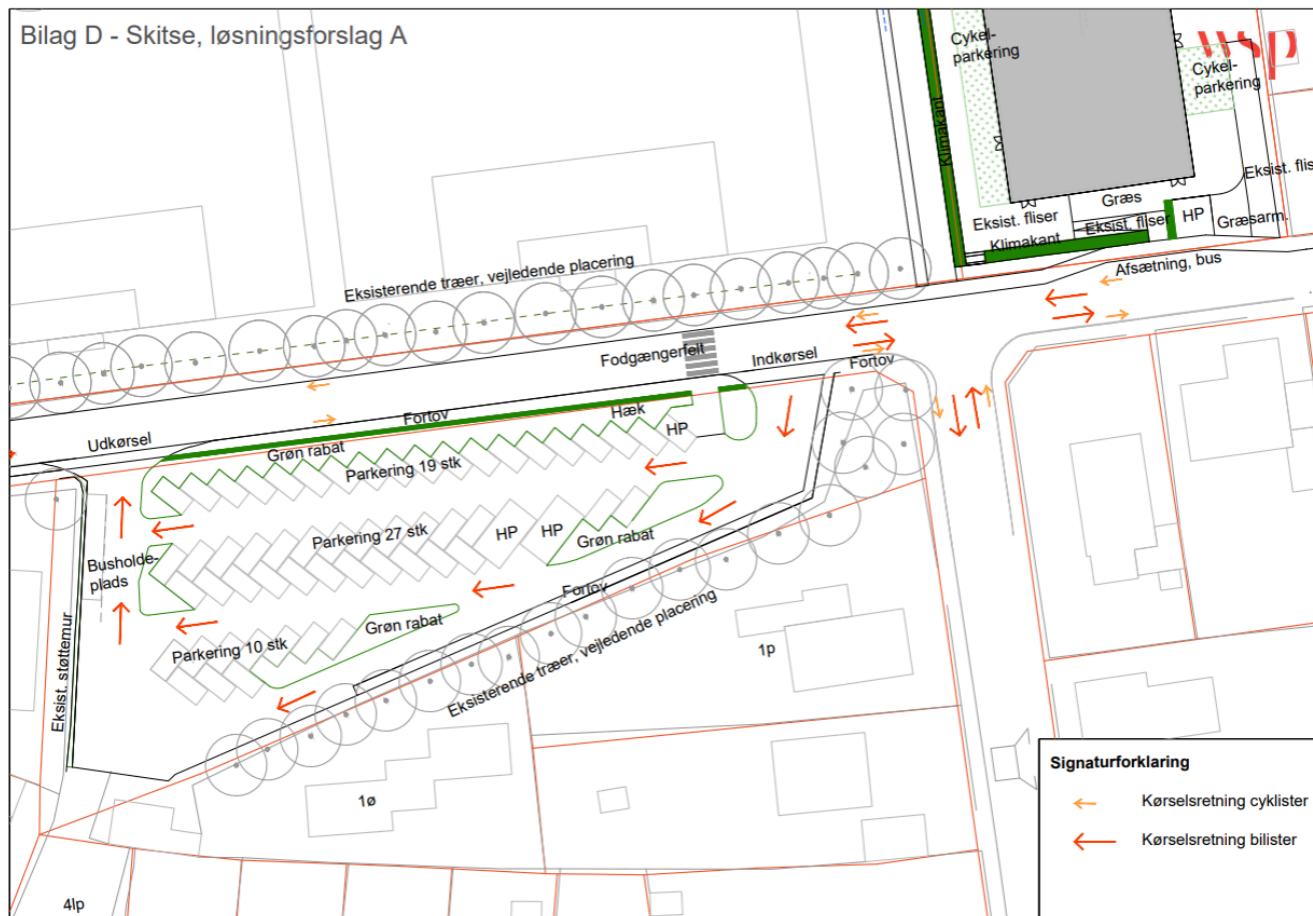 Bilag D - Skitse, løsningsforslag A
wsp
Cykel-
parkering
Cykel-
parkering
Klimakant
Eksist. flis
Græs
Eksist. fliser
Eksist. fliser
HP
Græsarm.
Klimakant
Afsætning, bus
Eksisterende træer, vejledende placering
Fodgængerfelt
Indkørsel
Fortov
Fortov
Hæk
HP
Udkørsel
Grøn rabat
Parkering 19 stk
Parkering 27 stk
HP
HP
Grøn rabat
Busholde-
plads
Fortov
Grøn rabat
Parkering 10 stk
Eksist. støttemur
Eksisterende træer, vejledende placering
1p
1ø
4lp
Signaturforklaring
Kørselsretning cyklister
Kørselsretning bilister